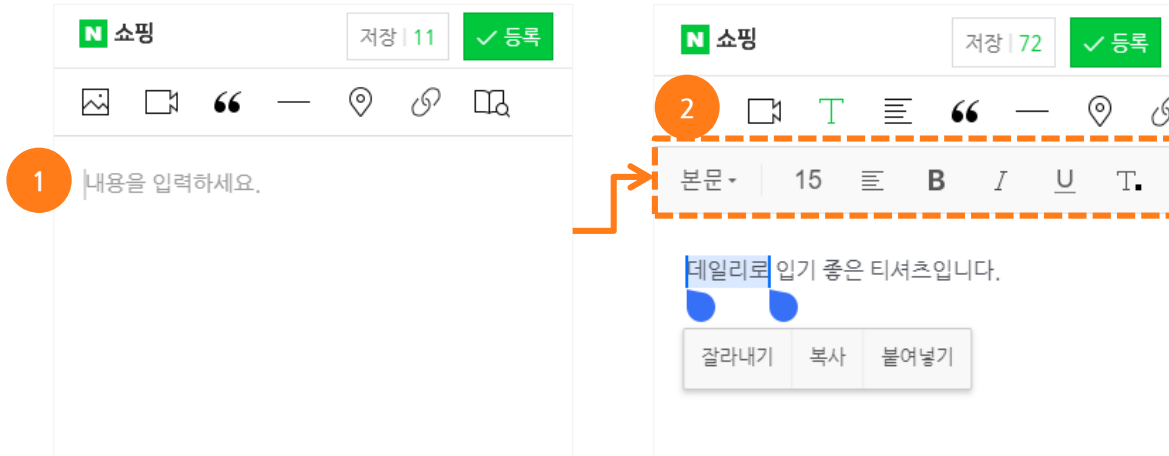 N 쇼핑
저장 | 11
✓ 등록
1
내용을 입력하세요.
N 쇼핑
저장 | 72
✓ 등록
2
T
본문
15
B
I
U
T.
데일리로 입기 좋은 티셔츠입니다.
잘라내기
복사
붙여넣기